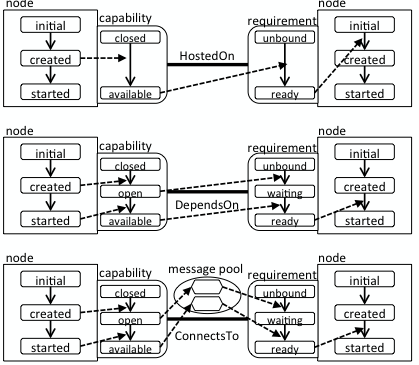 node
node
capability
requirement
initial
closed
unbound
initial
HostedOn
created
created
started
available
ready
started
node
node
capability
requirement
initial
closed
unbound
initial
created
open
waiting
created
DependsOn
started
available
ready
started
node
message pool
node
capability
requirement
initial
closed
unbound
initial
created
open
waiting
created
ConnectsTo
started
available
ready
started